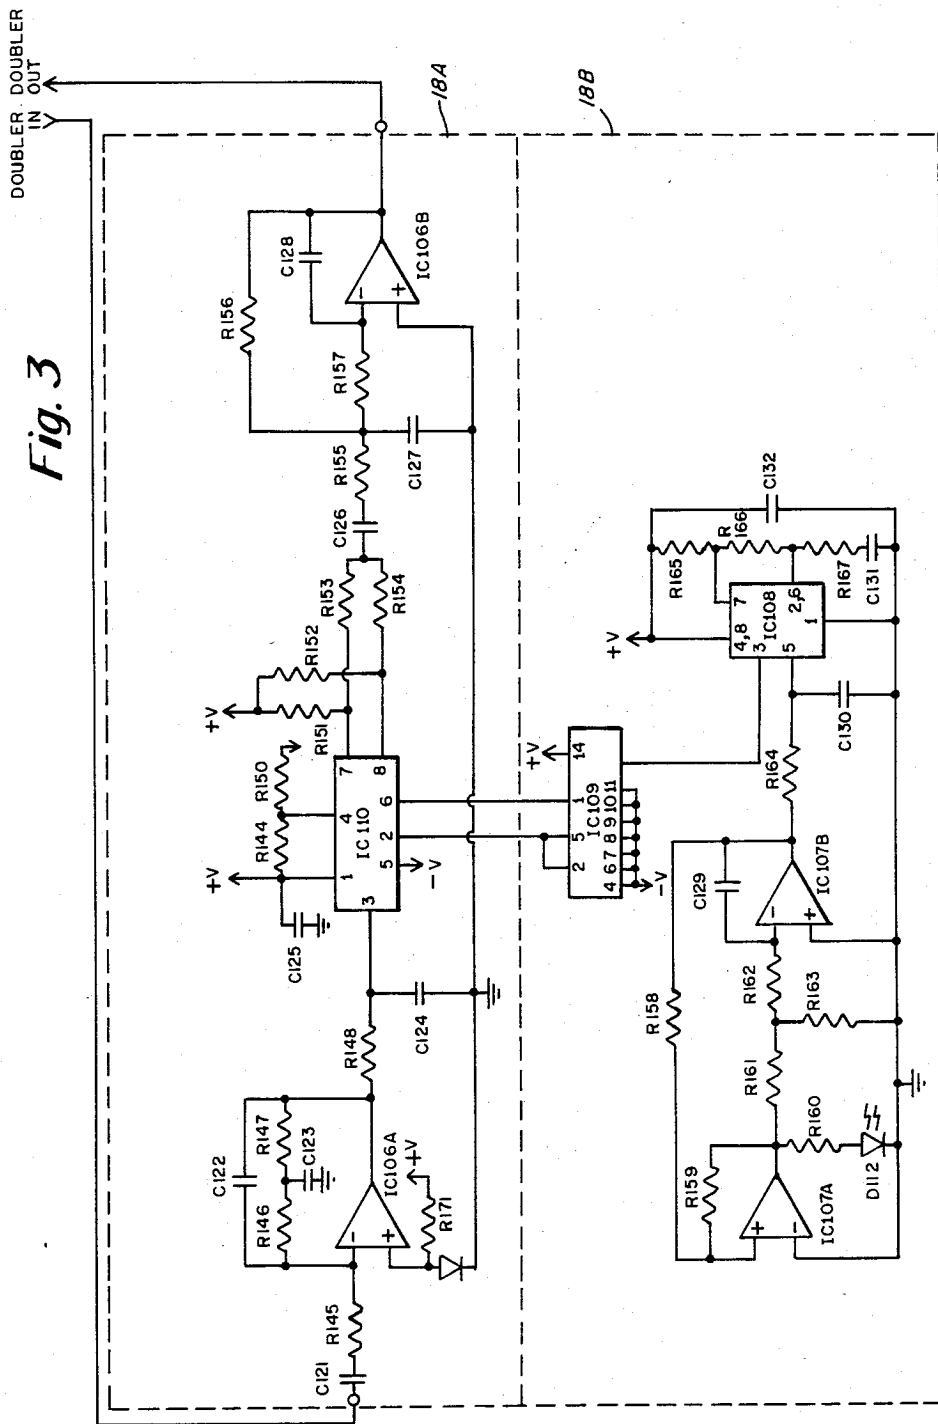 Fig. 3
DOUBLER IN
DOUBLER OUT
18A
18B
C121
R145
C122
R146
R147
C123
IC106A
+V
R171
R148
C124
C125
+V
R144
R150
1
4
3
IC110
7
5
2
6
8
-V
+V
R151
R152
R153
R154
C126
R155
C127
R156
R157
C128
IC106B
+V
14
2
5
1
IC109
4
6
7
8
9
10
11
-V
R159
IC107A
R160
D112
R158
R161
R162
R163
C129
IC107B
R164
C130
+V
4,8
7
3
IC108
2,6
5
1
R165
R166
R167
C131
C132